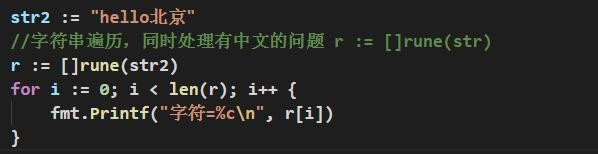 str2 := "hello北京"
//字符串遍历，同时处理有中文的问题 r := []rune(str)
r := []rune(str2)
for i := 0; i < len(r); i++ {
    fmt.Printf("字符=%c\n", r[i])
}